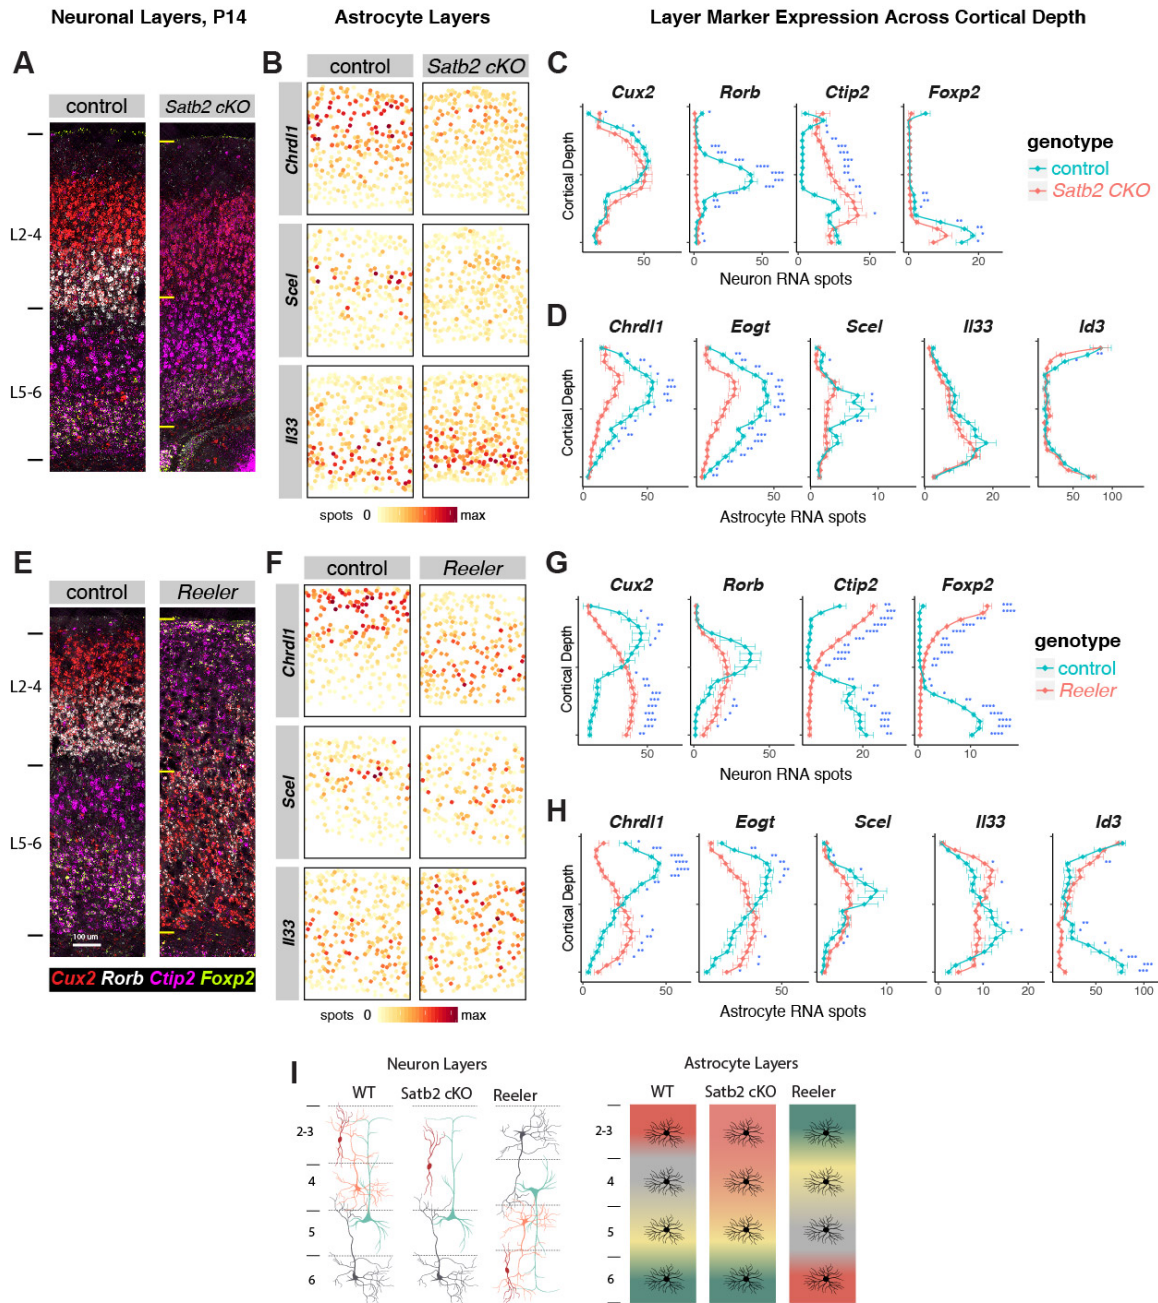 Neuronal Layers, P14
Astrocyte Layers
Layer Marker Expression Across Cortical Depth
A
control
Satb2 cKO
L2-4
L5-6
B
control
Satb2 cKO
Chrdl1
Scel
Il33
spots 0 max
C
Cux2 Rorb Ctip2 Foxp2
Cortical Depth
50 0 50 0 50 0 20
Neuron RNA spots
genotype
control
Satb2 CKO
D
Chrdl1 Eogt Scel Il33 Id3
Cortical Depth
0 50 0 50 0 10 0 20 50 100
Astrocyte RNA spots
E
control
Reeler
L2-4
L5-6
100 um
Cux2 Rorb Ctip2 Foxp2
F
control
Reeler
Chrdl1
Scel
Il33
spots 0 max
G
Cux2 Rorb Ctip2 Foxp2
Cortical Depth
50 0 50 20 0 10
Neuron RNA spots
genotype
control
Reeler
H
Chrdl1 Eogt Scel Il33 Id3
Cortical Depth
0 50 50 10 0 10 20 50 100
Astrocyte RNA spots
I
Neuron Layers
WT Satb2 cKO Reeler
2-3
4
5
6
Astrocyte Layers
WT Satb2 cKO Reeler
2-3
4
5
6